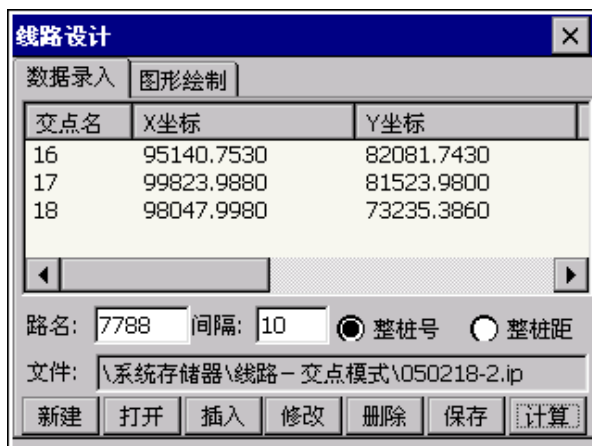 线路设计
数据录入 图形绘制
交点名 X坐标 Y坐标
16 95140.7530 82081.7430
17 99823.9880 81523.9800
18 98047.9980 73235.3860
路名: 7788 间隔: 10 整桩号 整桩距
文件: \系统存储器\线路－交点模式\050218-2.ip
新建 打开 插入 修改 删除 保存 计算